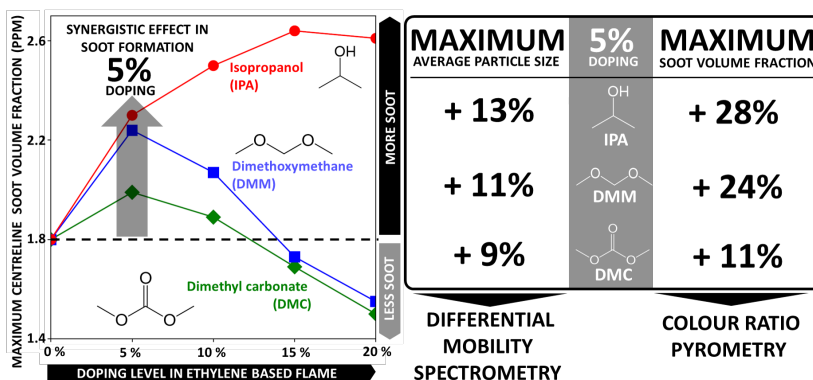 MAXIMUM CENTRELINE SOOT VOLUME FRACTION (PPM)
2.6
2.2
1.8
1.4
SYNERGISTIC EFFECT IN
SOOT FORMATION
5%
DOPING
OH
Isopropanol
(IPA)
O O
Dimethoxymethane
(DMM)
Dimethyl carbonate
(DMC)
O
O O
0 % 5 % 10 % 15 % 20 %
DOPING LEVEL IN ETHYLENE BASED FLAME
MORE SOOT
LESS SOOT
MAXIMUM
AVERAGE PARTICLE SIZE
5%
DOPING
MAXIMUM
SOOT VOLUME FRACTION
+ 13%
OH
IPA
+ 28%
+ 11%
O O
DMM
+ 24%
+ 9%
O
O O
DMC
+ 11%
DIFFERENTIAL
MOBILITY
SPECTROMETRY
COLOUR RATIO
PYROMETRY